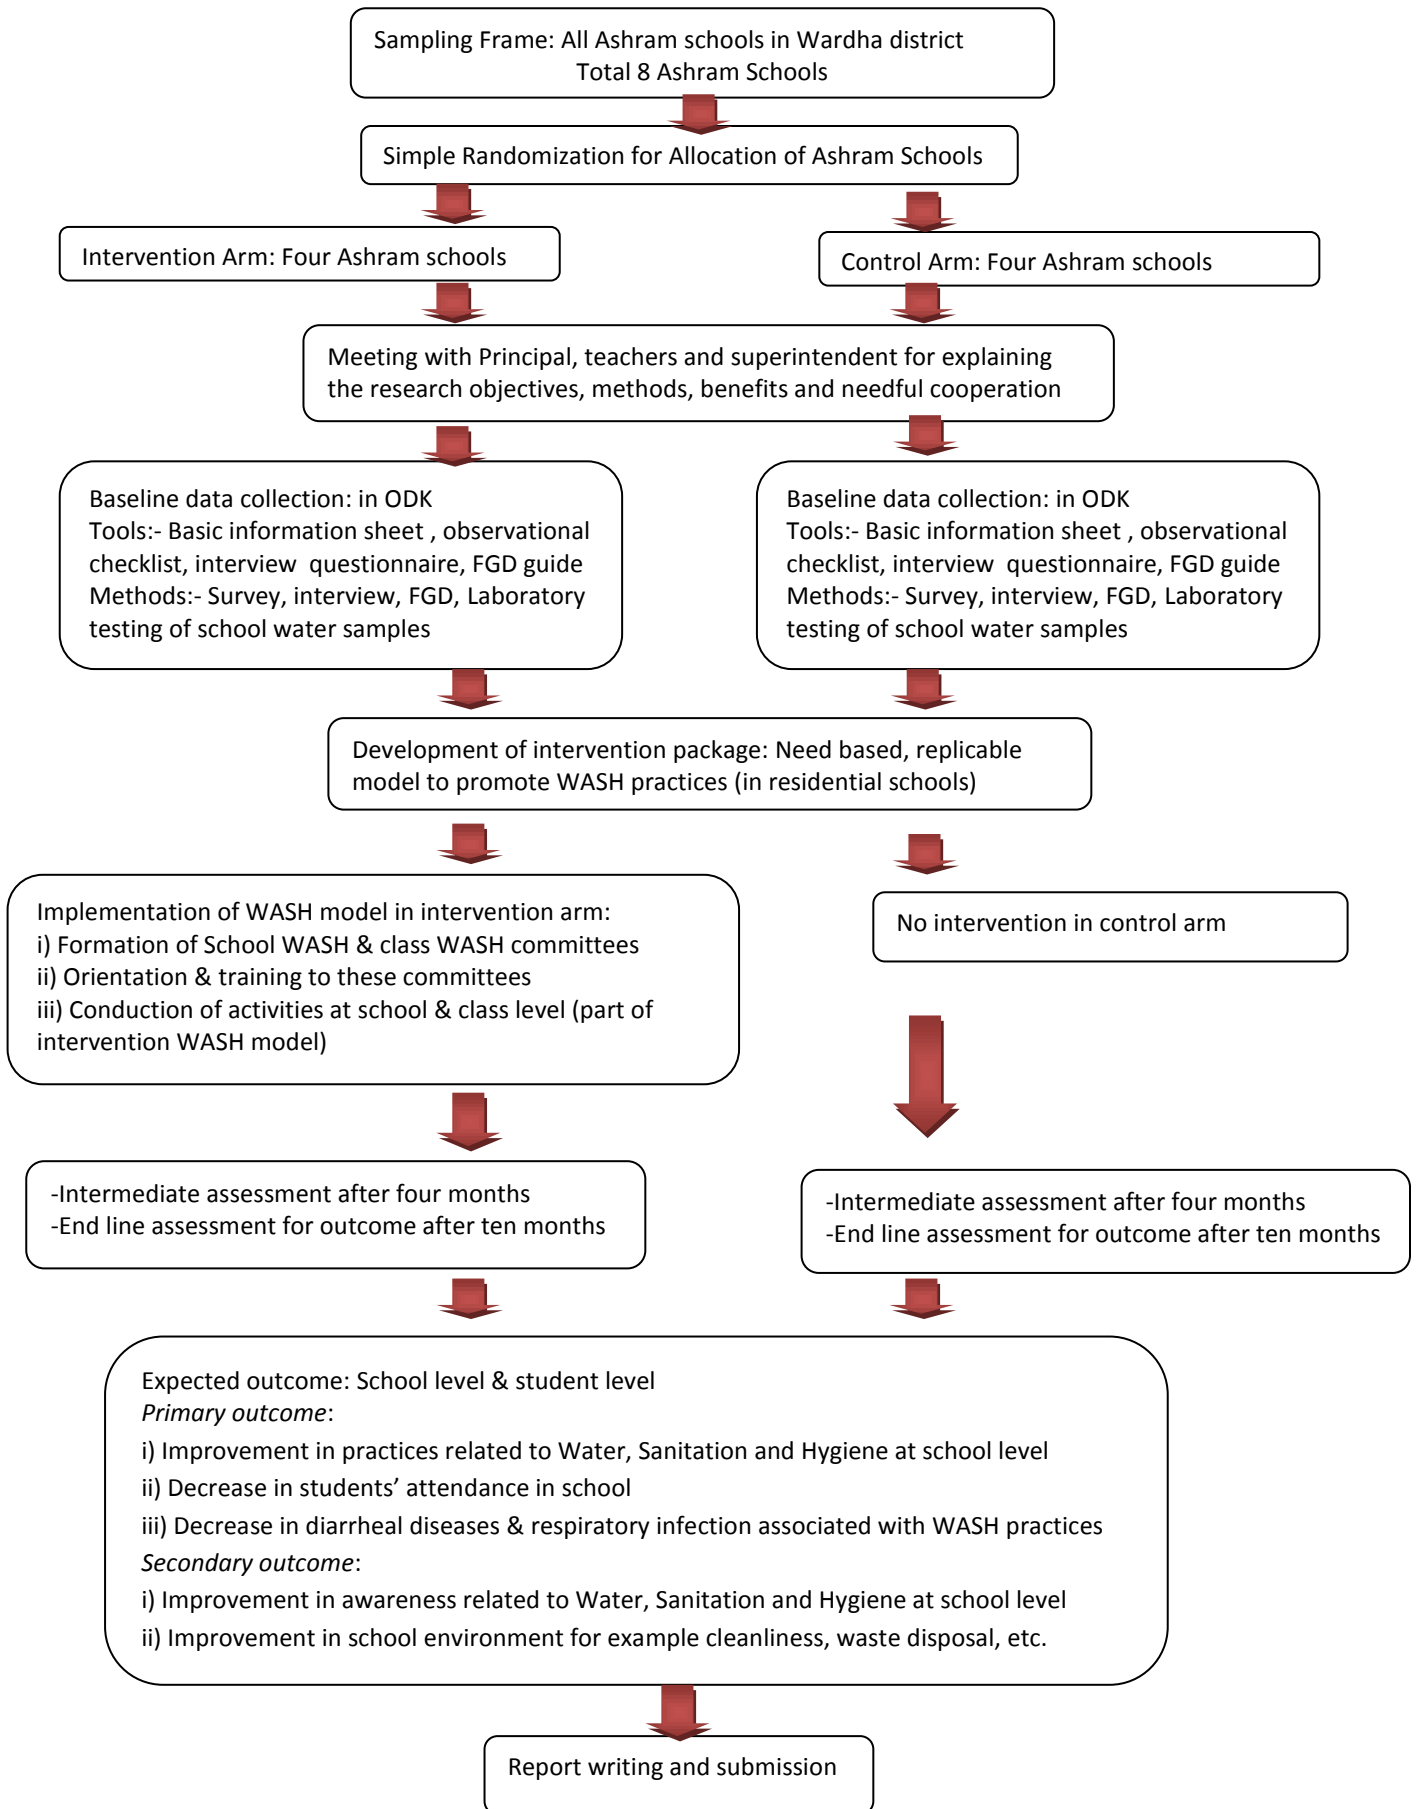 Sampling Frame: All Ashram schools in Wardha district
Total 8 Ashram Schools
Simple Randomization for Allocation of Ashram Schools
Intervention Arm: Four Ashram schools
Control Arm: Four Ashram schools
Meeting with Principal, teachers and superintendent for explaining
the research objectives, methods, benefits and needful cooperation
Baseline data collection: in ODK
Tools:- Basic information sheet , observational
checklist, interview questionnaire, FGD guide
Methods:- Survey, interview, FGD, Laboratory
testing of school water samples
Baseline data collection: in ODK
Tools:- Basic information sheet , observational
checklist, interview questionnaire, FGD guide
Methods:- Survey, interview, FGD, Laboratory
testing of school water samples
Development of intervention package: Need based, replicable
model to promote WASH practices (in residential schools)
Implementation of WASH model in intervention arm:
i) Formation of School WASH & class WASH committees
ii) Orientation & training to these committees
iii) Conduction of activities at school & class level (part of
intervention WASH model)
No intervention in control arm
-Intermediate assessment after four months
-End line assessment for outcome after ten months
-Intermediate assessment after four months
-End line assessment for outcome after ten months
Expected outcome: School level & student level
Primary outcome:
i) Improvement in practices related to Water, Sanitation and Hygiene at school level
ii) Decrease in students’ attendance in school
iii) Decrease in diarrheal diseases & respiratory infection associated with WASH practices
Secondary outcome:
i) Improvement in awareness related to Water, Sanitation and Hygiene at school level
ii) Improvement in school environment for example cleanliness, waste disposal, etc.
Report writing and submission